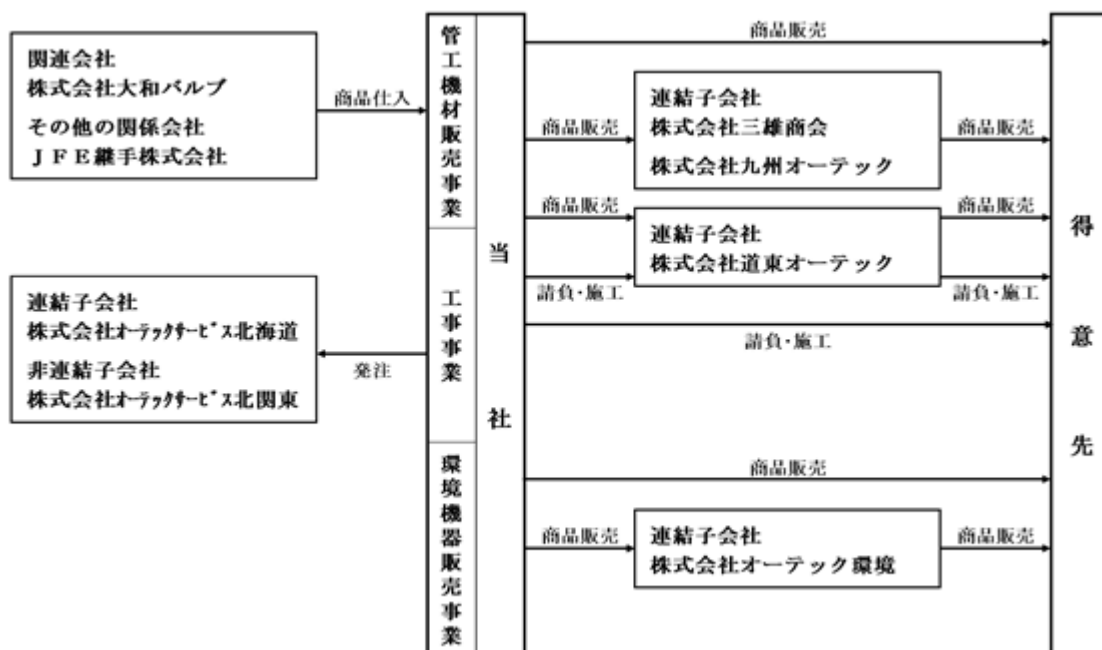 関連会社
株式会社大和バルブ
その他の関係会社
ＪＦＥ継手株式会社
商品仕入
連結子会社
株式会社ｵｰﾃｯｸｻｰﾋﾞｽ北海道
非連結子会社
株式会社ｵｰﾃｯｸｻｰﾋﾞｽ北関東
発注
管工機材販売事業
工事事業
環境機器販売事業
当社
商品販売
商品販売
連結子会社
株式会社三雄商会
株式会社九州オーテック
商品販売
商品販売
請負・施工
連結子会社
株式会社道東オーテック
商品販売
請負・施工
請負・施工
商品販売
商品販売
連結子会社
株式会社オーテック環境
商品販売
得意先